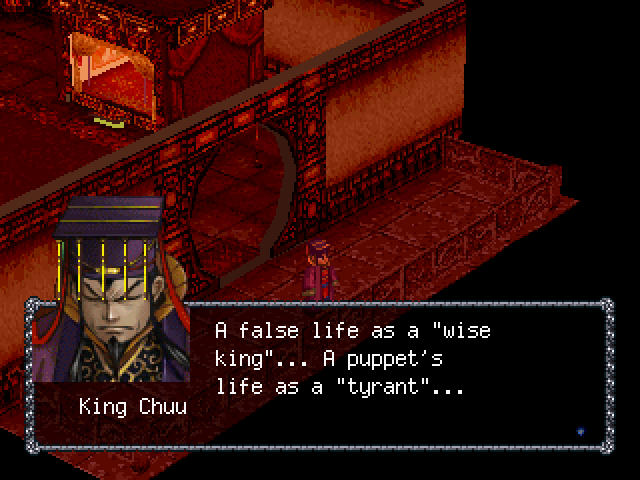 A false life as a "wise
king"... A puppet's
life as a "tyrant"...
King Chuu